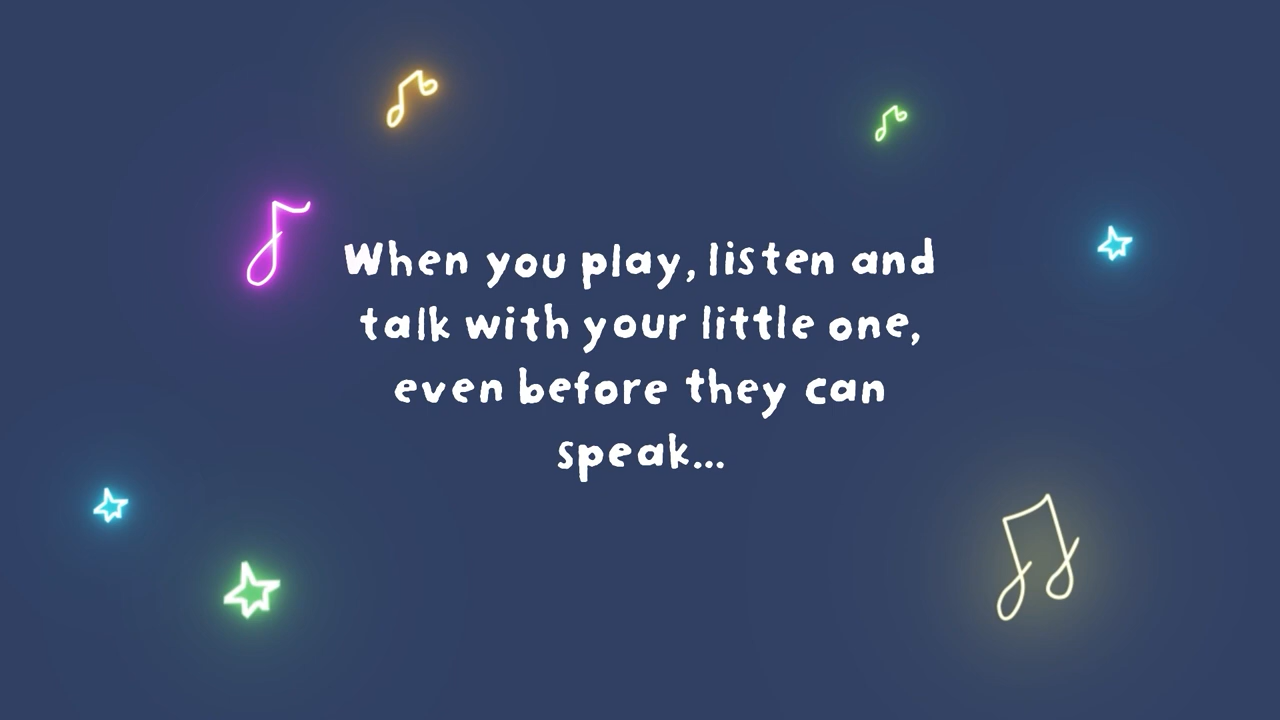 When you play, listen and
talk with your little one,
even before they can
speak...